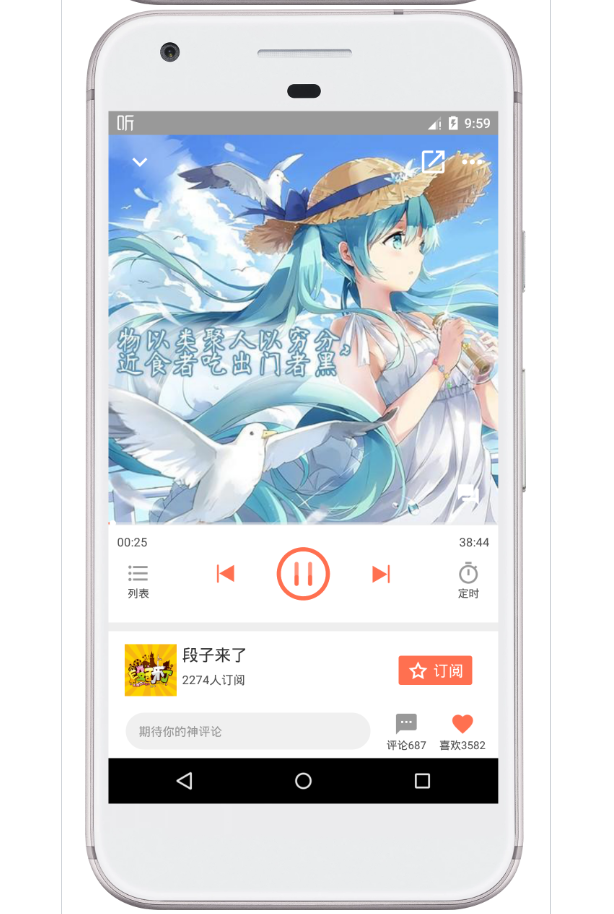 听
9:59
物以类聚人以穷分，
近食者吃出门者黑
00:25
38:44
列表
定时
段子来了
2274人订阅
订阅
期待你的神评论
评论687
喜欢3582